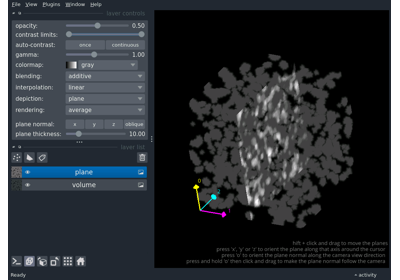 File View Plugins Window Help
layer controls
opacity: 0.50
contrast limits:
auto-contrast: once continuous
gamma: 1.00
colormap: gray
blending: additive
interpolation: linear
depiction: plane
rendering: average
plane normal: x y z oblique
plane thickness: 10.00
layer list
plane
volume
0
shift + click and drag to move the planes
press 'x', 'y' or 'z' to orient the plane along that axis around the cursor
press 'o' to orient the plane normal along the camera view direction
press and hold 'o' then click and drag to make the plane normal follow the camera
Ready
activity